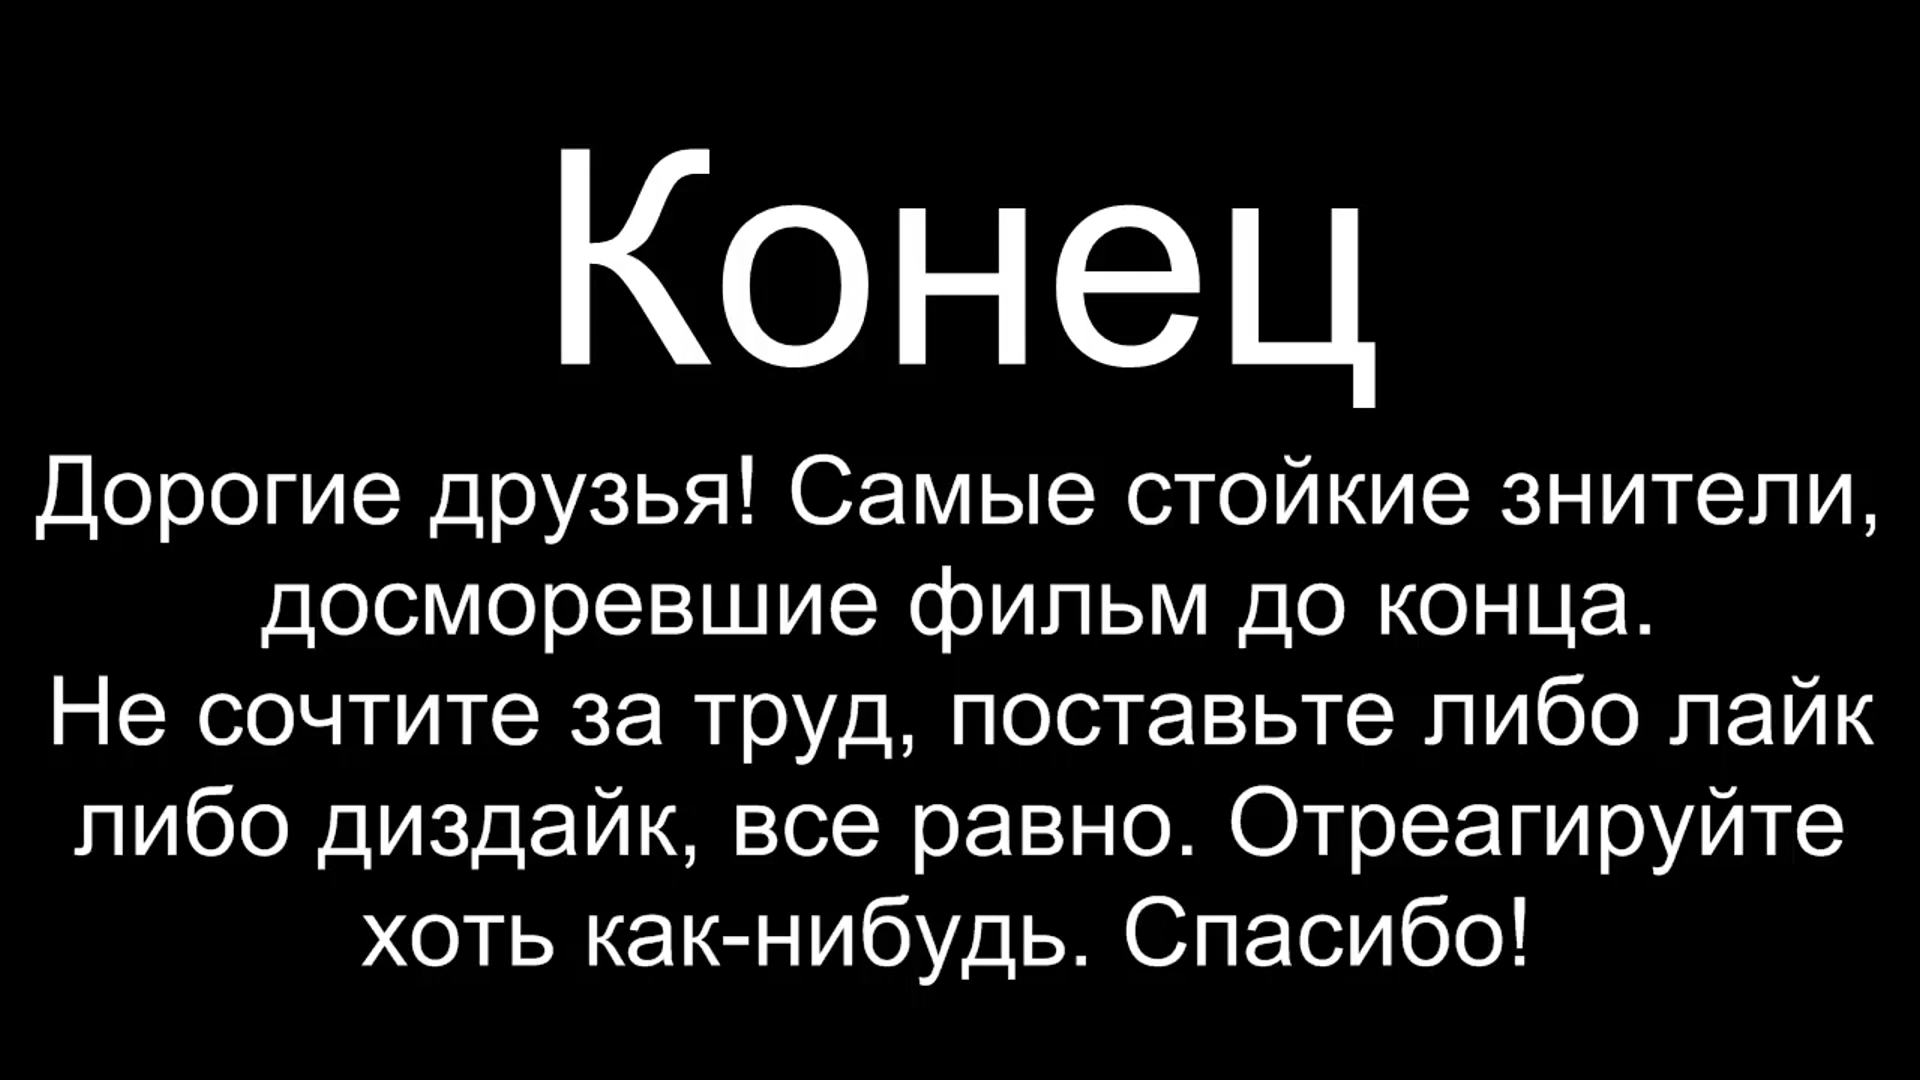 Конец
Дорогие друзья! Самые стойкие знители,
досморевшие фильм до конца.
Не сочтите за труд, поставьте либо лайк
либо диздайк, все равно. Отреагируйте
хоть как-нибудь. Спасибо!